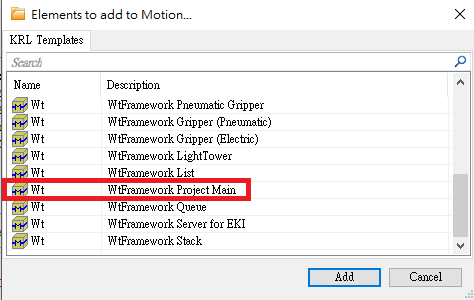 Elements to add to Motion...
KRL Templates
Search
Name Description
Wt WtFramework Pneumatic Gripper
Wt WtFramework Gripper (Pneumatic)
Wt WtFramework Gripper (Electric)
Wt WtFramework LightTower
Wt WtFramework List
Wt WtFramework Project Main
Wt WtFramework Queue
Wt WtFramework Server for EKI
Wt WtFramework Stack
Add Cancel